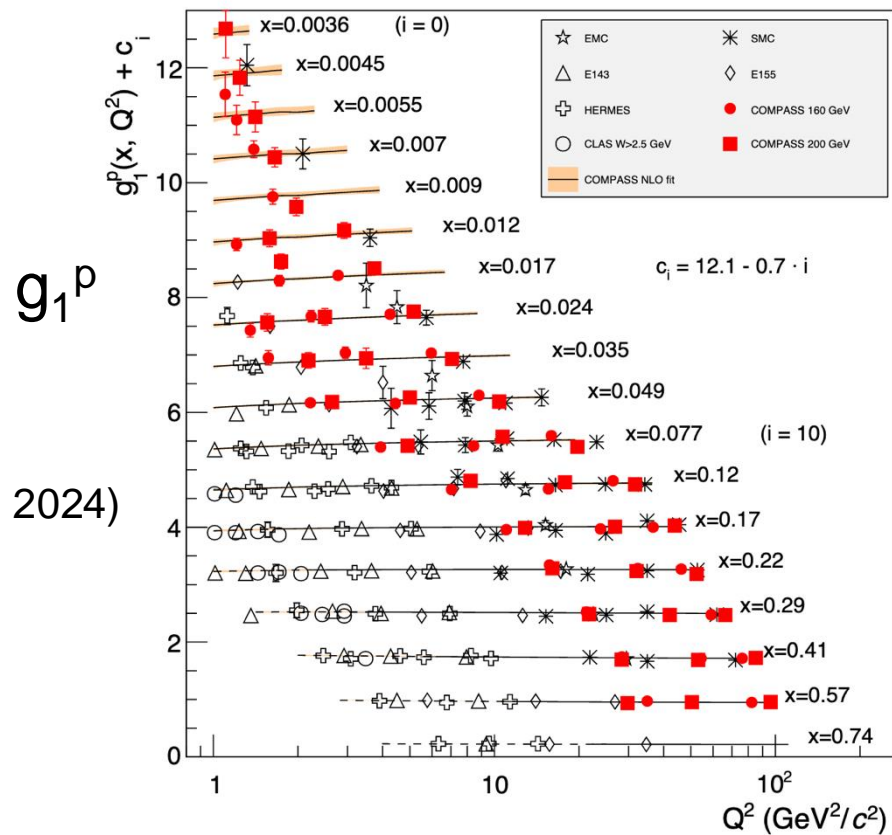 g₁ᵖ
2024)
g₁ᵖ(x, Q²) + cᵢ
12
10
8
6
4
2
0
x=0.0036 (i = 0)
x=0.0045
x=0.0055
x=0.007
x=0.009
x=0.012
x=0.017
x=0.024
x=0.035
x=0.049
x=0.077 (i = 10)
x=0.12
x=0.17
x=0.22
x=0.29
x=0.41
x=0.57
x=0.74
EMC SMC
E143 E155
HERMES COMPASS 160 GeV
CLAS W>2.5 GeV COMPASS 200 GeV
COMPASS NLO fit
cᵢ = 12.1 - 0.7 · i
1 10 10²
Q² (GeV²/c²)